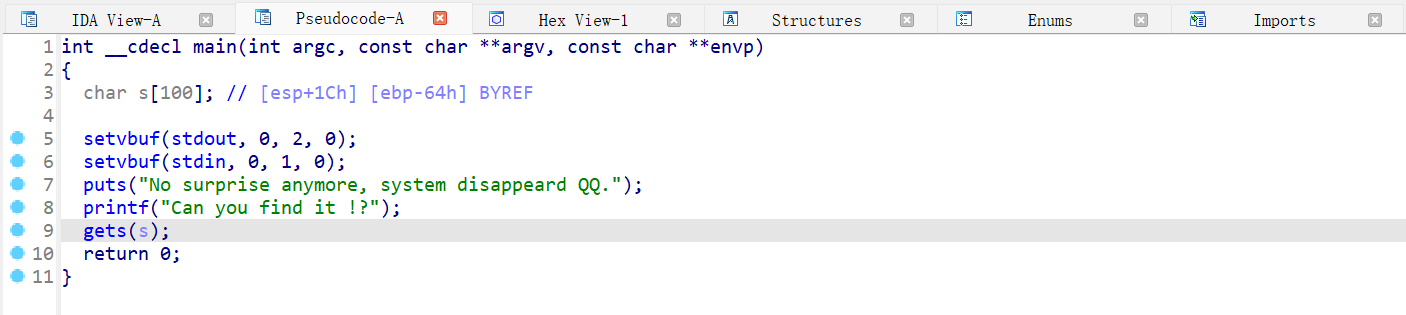 IDA View-A Pseudocode-A Hex View-1 Structures Enums Imports
1 int __cdecl main(int argc, const char **argv, const char **envp)
2 {
3 char s[100]; // [esp+1Ch] [ebp-64h] BYREF
4
5 setvbuf(stdout, 0, 2, 0);
6 setvbuf(stdin, 0, 1, 0);
7 puts("No surprise anymore, system disappeard QQ.");
8 printf("Can you find it !?");
9 gets(s);
10 return 0;
11 }